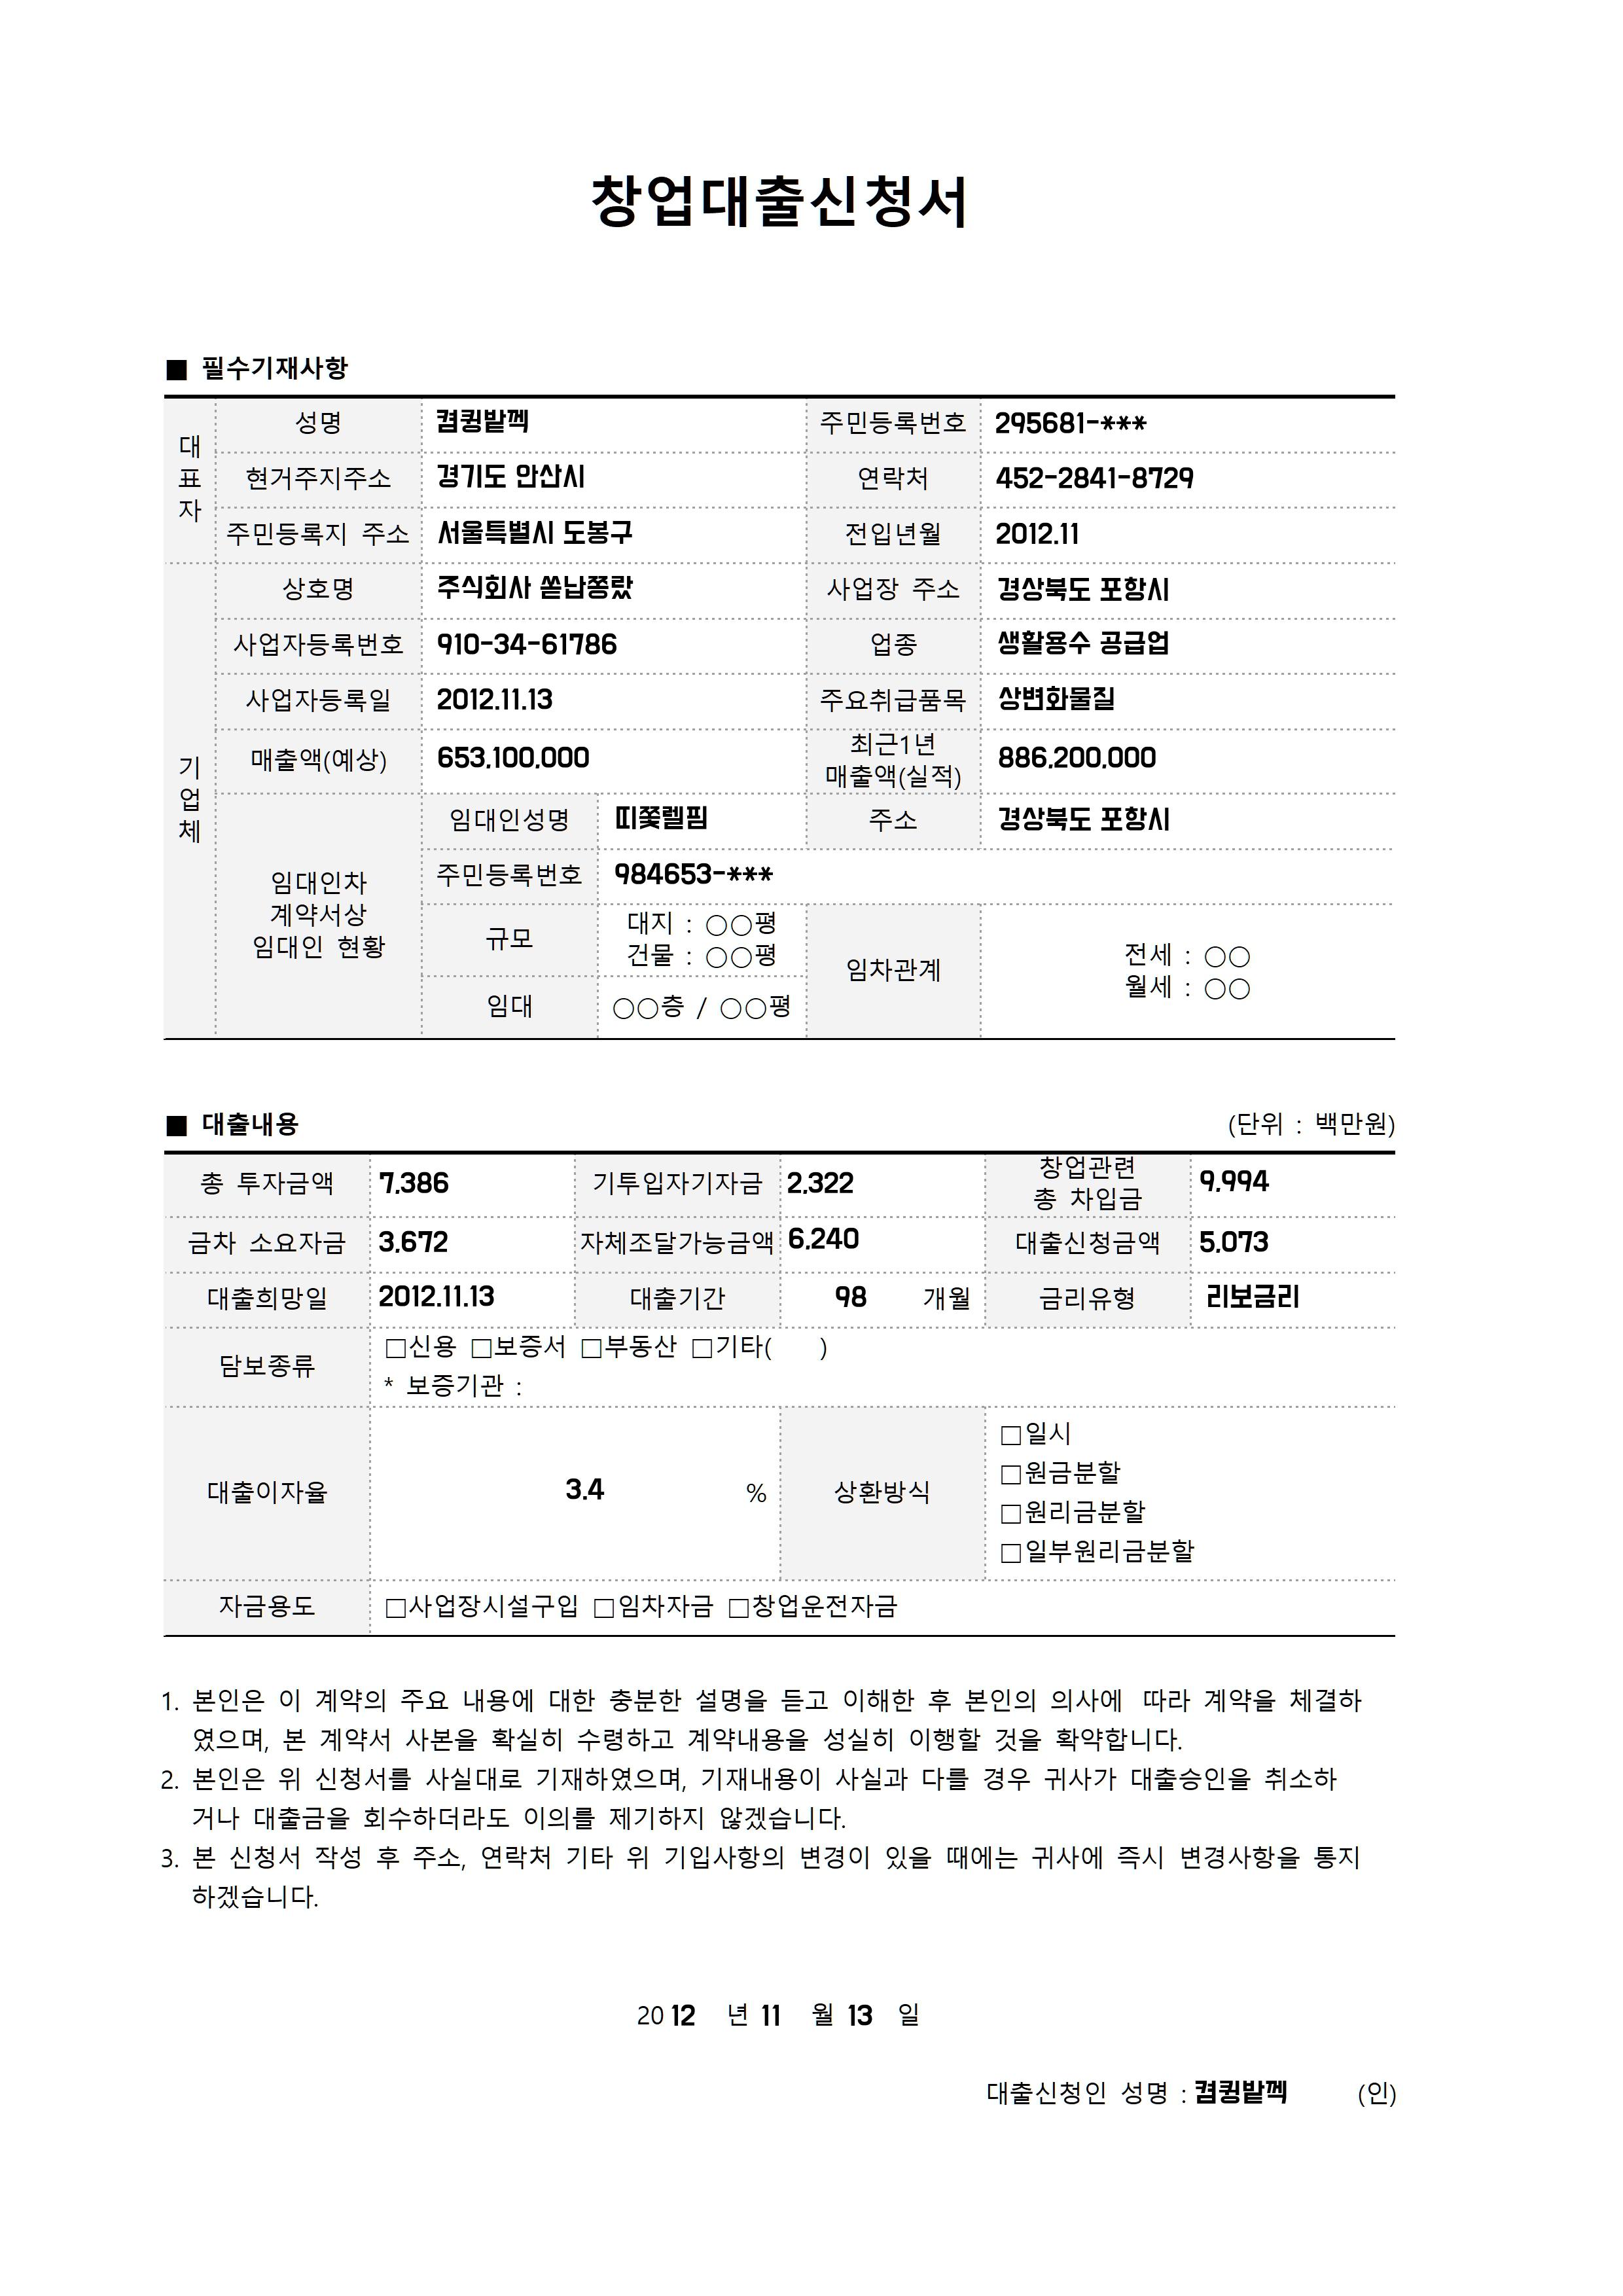 창업대출신청서
■ 필수기재사항
대표자
성명 켬큉밭껙 주민등록번호 295681-***
현거주지주소 경기도 안산시 연락처 452-2841-8729
주민등록지 주소 서울특별시 도봉구 전입년월 2012.11
기업체
상호명 주식회사 쏟납쫑랐 사업장 주소 경상북도 포항시
사업자등록번호 910-34-61786 업종 생활용수 공급업
사업자등록일 2012.11.13 주요취급품목 상변화물질
매출액(예상) 653,100,000 최근1년 매출액(실적) 886,200,000
임대인차
계약서상
임대인 현황
임대인성명 띠쫓렐핌 주소 경상북도 포항시
주민등록번호 984653-***
규모 대지 : ○○평
건물 : ○○평
임대 ○○층 / ○○평
임차관계 전세 : ○○
월세 : ○○
■ 대출내용 (단위 : 백만원)
총 투자금액 7,386 기투입자기자금 2,322 창업관련 총 차입금 9,994
금차 소요자금 3,672 자체조달가능금액 6,240 대출신청금액 5,073
대출희망일 2012.11.13 대출기간 98 개월 금리유형 리보금리
담보종류 □신용 □보증서 □부동산 □기타( )
* 보증기관 :
대출이자율 3.4 % 상환방식
□일시
□원금분할
□원리금분할
□일부원리금분할
자금용도 □사업장시설구입 □임차자금 □창업운전자금
1. 본인은 이 계약의 주요 내용에 대한 충분한 설명을 듣고 이해한 후 본인의 의사에 따라 계약을 체결하
였으며, 본 계약서 사본을 확실히 수령하고 계약내용을 성실히 이행할 것을 확약합니다.
2. 본인은 위 신청서를 사실대로 기재하였으며, 기재내용이 사실과 다를 경우 귀사가 대출승인을 취소하
거나 대출금을 회수하더라도 이의를 제기하지 않겠습니다.
3. 본 신청서 작성 후 주소, 연락처 기타 위 기입사항의 변경이 있을 때에는 귀사에 즉시 변경사항을 통지
하겠습니다.
2012 년 11 월 13 일
대출신청인 성명 : 켬큉밭껙 (인)